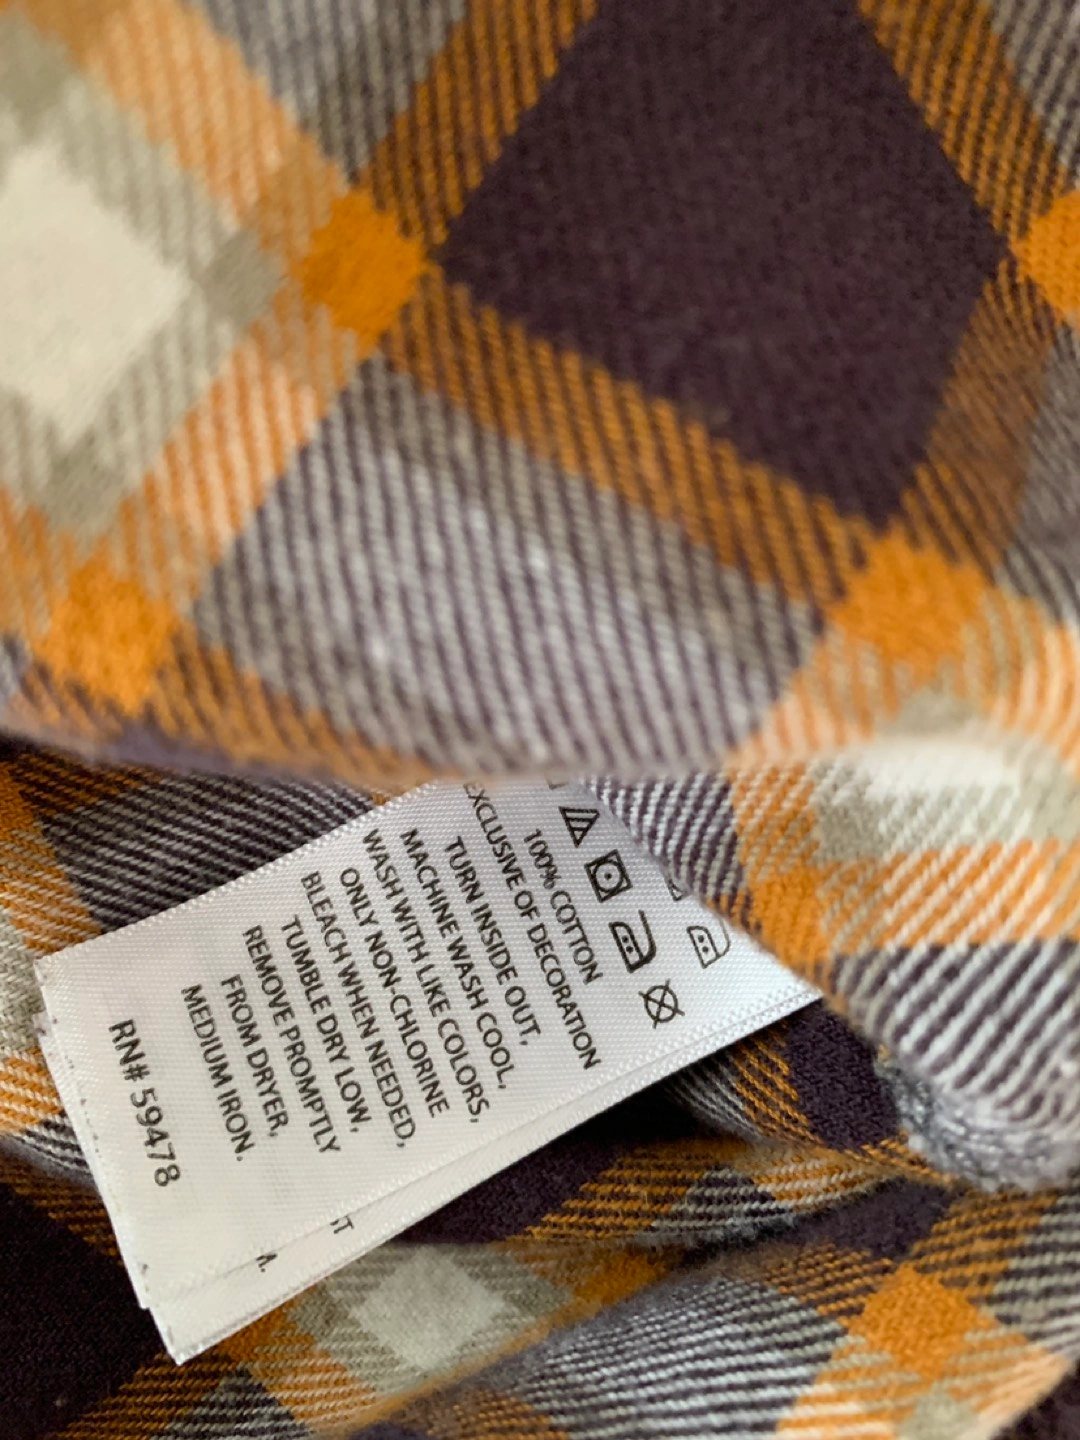 100% COTTON
EXCLUSIVE OF DECORATION
TURN INSIDE OUT,
MACHINE WASH COOL,
WASH WITH LIKE COLORS,
ONLY NON-CHLORINE
BLEACH WHEN NEEDED,
TUMBLE DRY LOW,
REMOVE PROMPTLY
FROM DRYER,
MEDIUM IRON.
RN# 59478